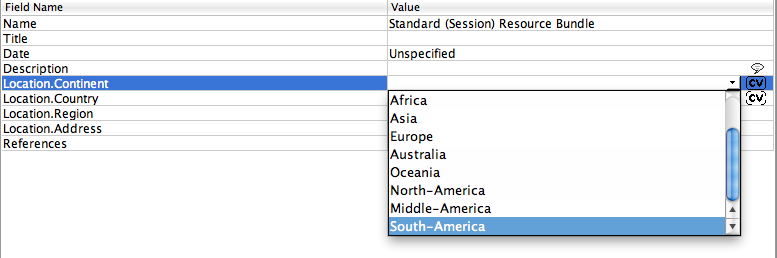 Field Name Value
Name Standard (Session) Resource Bundle
Title
Date Unspecified
Description
Location.Continent CV
Location.Country CV
Location.Region
Location.Address
References
Africa
Asia
Europe
Australia
Oceania
North-America
Middle-America
South-America